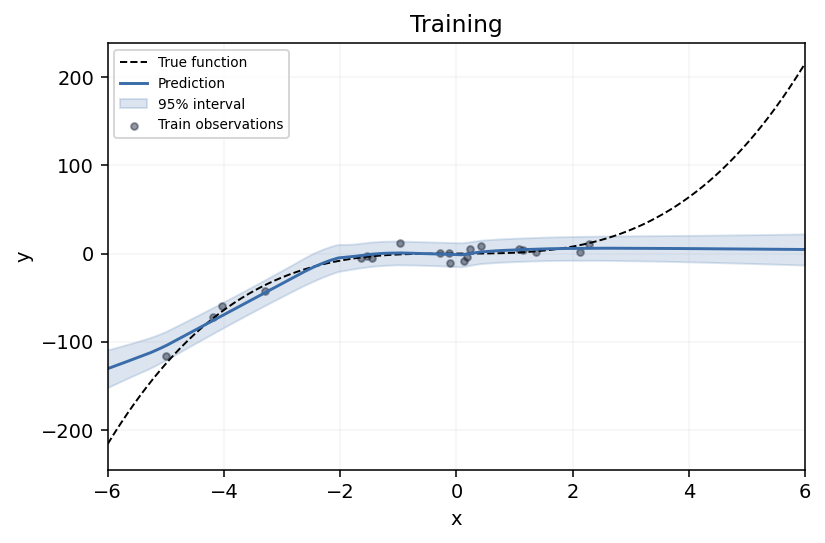 Training
True function
Prediction
95% interval
Train observations
200
100
0
−100
−200
y
−6 −4 −2 0 2 4 6
x